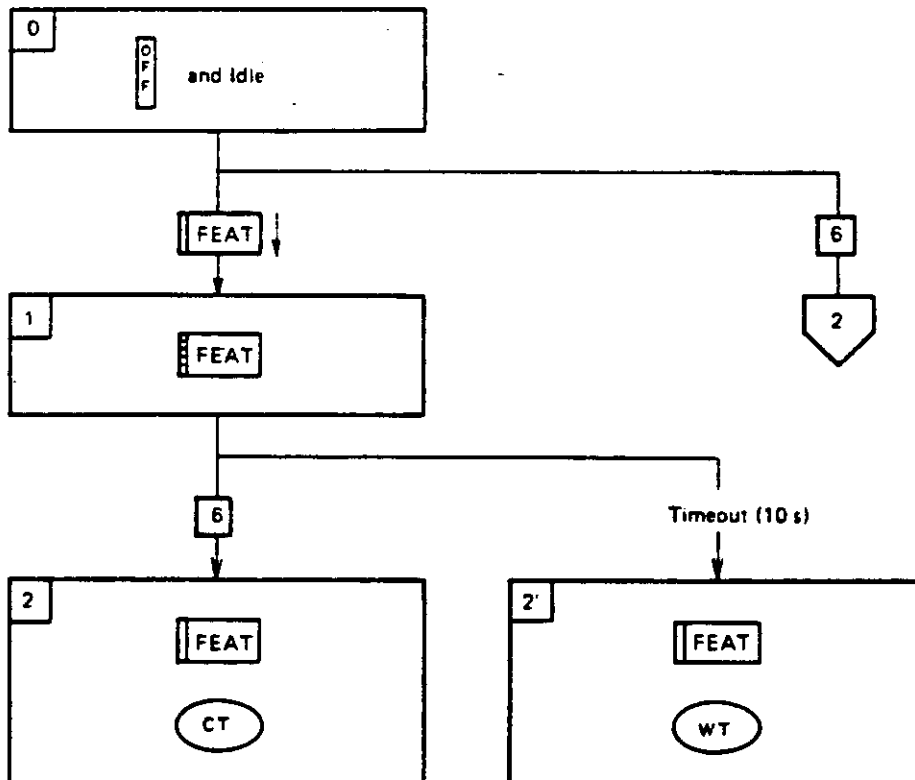 0
OFF
and Idle
FEAT
6
2
1
FEAT
6
Timeout (10 s)
2
FEAT
CT
2'
FEAT
WT